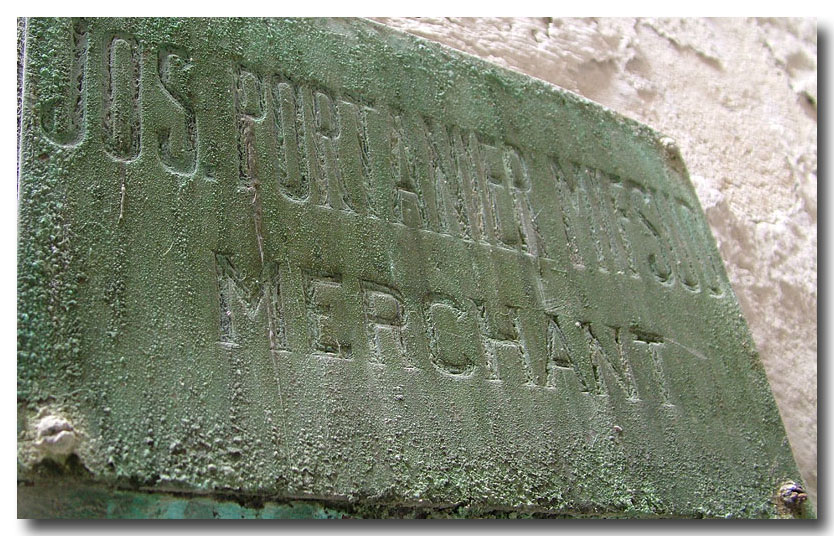 JOS. PORTANIER MIFSUD
MERCHANT